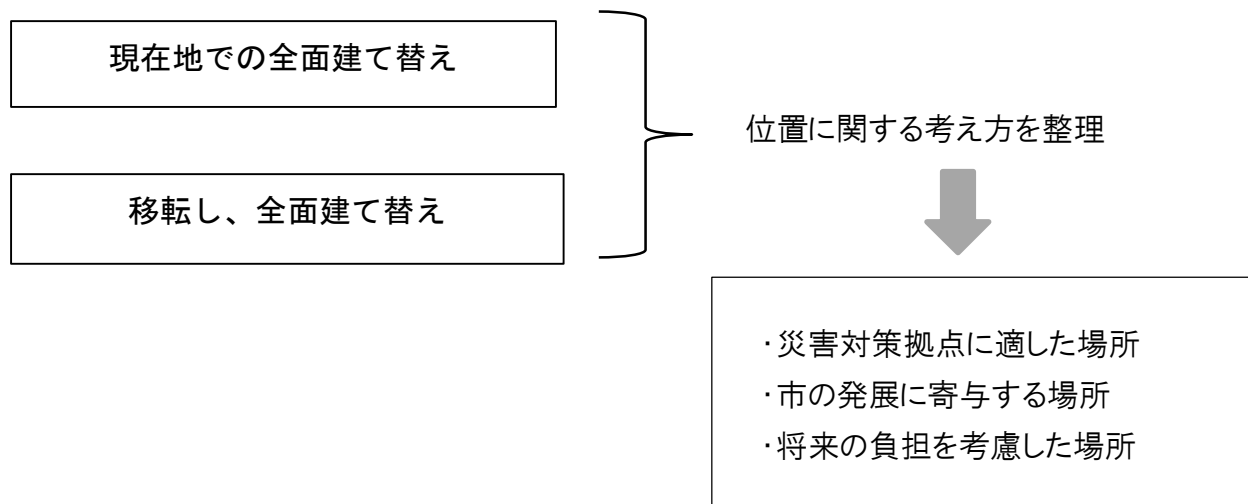 現在地での全面建て替え
移転し、全面建て替え
位置に関する考え方を整理
・災害対策拠点に適した場所
・市の発展に寄与する場所
・将来の負担を考慮した場所